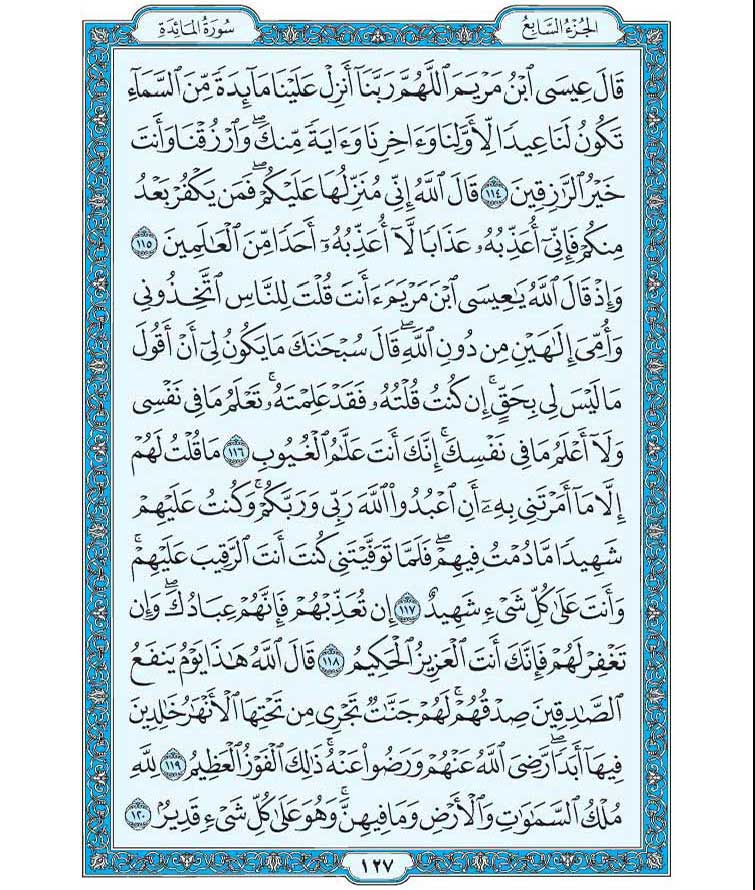 الجزء السابع
سورة المائدة
قَالَ عِيسَى ٱبْنُ مَرْيَمَ ٱللَّهُمَّ رَبَّنَآ أَنزِلْ عَلَيْنَا مَآئِدَةً مِّنَ ٱلسَّمَآءِ
تَكُونُ لَنَا عِيدًا لِّأَوَّلِنَا وَءَاخِرِنَا وَءَايَةً مِّنكَۖ وَٱرْزُقْنَا وَأَنتَ
خَيْرُ ٱلرَّٰزِقِينَ ١١٤ قَالَ ٱللَّهُ إِنِّى مُنَزِّلُهَا عَلَيْكُمْۖ فَمَن يَكْفُرْ بَعْدُ
مِنكُمْ فَإِنِّىٓ أُعَذِّبُهُۥ عَذَابًا لَّآ أُعَذِّبُهُۥٓ أَحَدًا مِّنَ ٱلْعَٰلَمِينَ ١١٥
وَإِذْ قَالَ ٱللَّهُ يَٰعِيسَى ٱبْنَ مَرْيَمَ ءَأَنتَ قُلْتَ لِلنَّاسِ ٱتَّخِذُونِى
وَأُمِّىَ إِلَٰهَيْنِ مِن دُونِ ٱللَّهِۖ قَالَ سُبْحَٰنَكَ مَا يَكُونُ لِىٓ أَنْ أَقُولَ
مَا لَيْسَ لِى بِحَقٍّۚ إِن كُنتُ قُلْتُهُۥ فَقَدْ عَلِمْتَهُۥۚ تَعْلَمُ مَا فِى نَفْسِى
وَلَآ أَعْلَمُ مَا فِى نَفْسِكَۚ إِنَّكَ أَنتَ عَلَّٰمُ ٱلْغُيُوبِ ١١٦ مَا قُلْتُ لَهُمْ
إِلَّا مَآ أَمَرْتَنِى بِهِۦٓ أَنِ ٱعْبُدُوا۟ ٱللَّهَ رَبِّى وَرَبَّكُمْۚ وَكُنتُ عَلَيْهِمْ
شَهِيدًا مَّا دُمْتُ فِيهِمْۖ فَلَمَّا تَوَفَّيْتَنِى كُنتَ أَنتَ ٱلرَّقِيبَ عَلَيْهِمْۚ
وَأَنتَ عَلَىٰ كُلِّ شَىْءٍ شَهِيدٌ ١١٧ إِن تُعَذِّبْهُمْ فَإِنَّهُمْ عِبَادُكَۖ وَإِن
تَغْفِرْ لَهُمْ فَإِنَّكَ أَنتَ ٱلْعَزِيزُ ٱلْحَكِيمُ ١١٨ قَالَ ٱللَّهُ هَٰذَا يَوْمُ يَنفَعُ
ٱلصَّٰدِقِينَ صِدْقُهُمْۚ لَهُمْ جَنَّٰتٌ تَجْرِى مِن تَحْتِهَا ٱلْأَنْهَٰرُ خَٰلِدِينَ
فِيهَآ أَبَدًاۖ رَّضِىَ ٱللَّهُ عَنْهُمْ وَرَضُوا۟ عَنْهُۚ ذَٰلِكَ ٱلْفَوْزُ ٱلْعَظِيمُ ١١٩ لِلَّهِ
مُلْكُ ٱلسَّمَٰوَٰتِ وَٱلْأَرْضِ وَمَا فِيهِنَّۚ وَهُوَ عَلَىٰ كُلِّ شَىْءٍ قَدِيرٌۢ ١٢٠
١٢٧